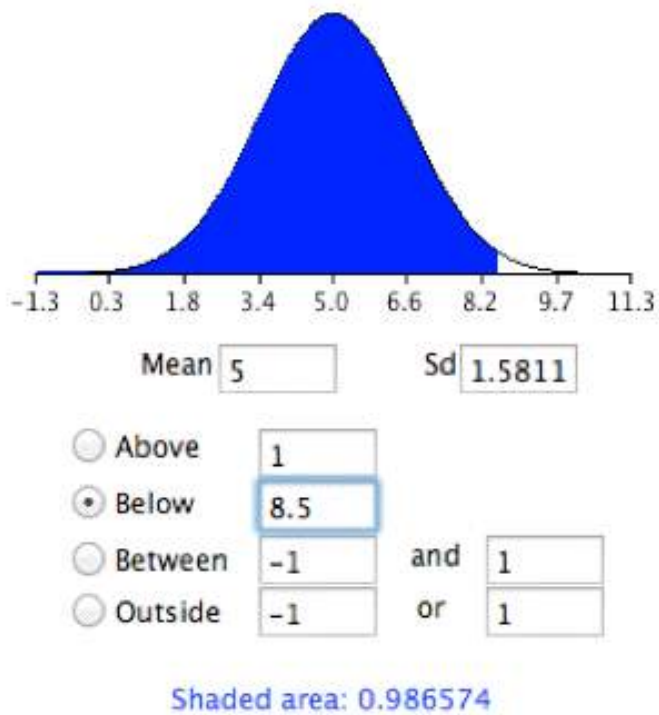 -1.3 0.3 1.8 3.4 5.0 6.6 8.2 9.7 11.3
Mean 5 Sd 1.5811
Above 1
Below 8.5
Between -1 and 1
Outside -1 or 1
Shaded area: 0.986574